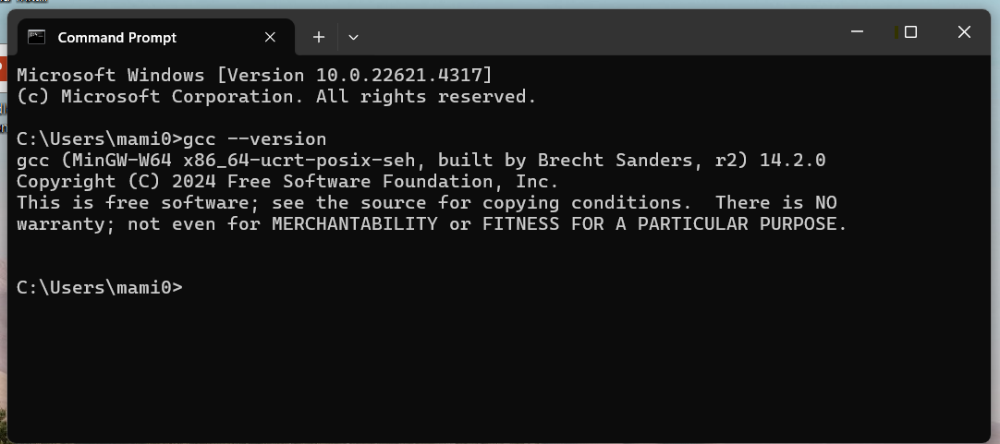 Command Prompt
Microsoft Windows [Version 10.0.22621.4317]
(c) Microsoft Corporation. All rights reserved.
C:\Users\mami0>gcc --version
gcc (MinGW-W64 x86_64-ucrt-posix-seh, built by Brecht Sanders, r2) 14.2.0
Copyright (C) 2024 Free Software Foundation, Inc.
This is free software; see the source for copying conditions.  There is NO
warranty; not even for MERCHANTABILITY or FITNESS FOR A PARTICULAR PURPOSE.
C:\Users\mami0>